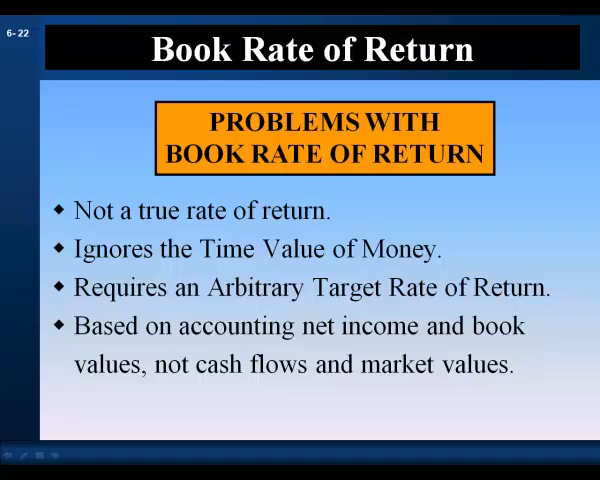 6- 22
Book Rate of Return
PROBLEMS WITH
BOOK RATE OF RETURN
◆ Not a true rate of return.
◆ Ignores the Time Value of Money.
◆ Requires an Arbitrary Target Rate of Return.
◆ Based on accounting net income and book
values, not cash flows and market values.